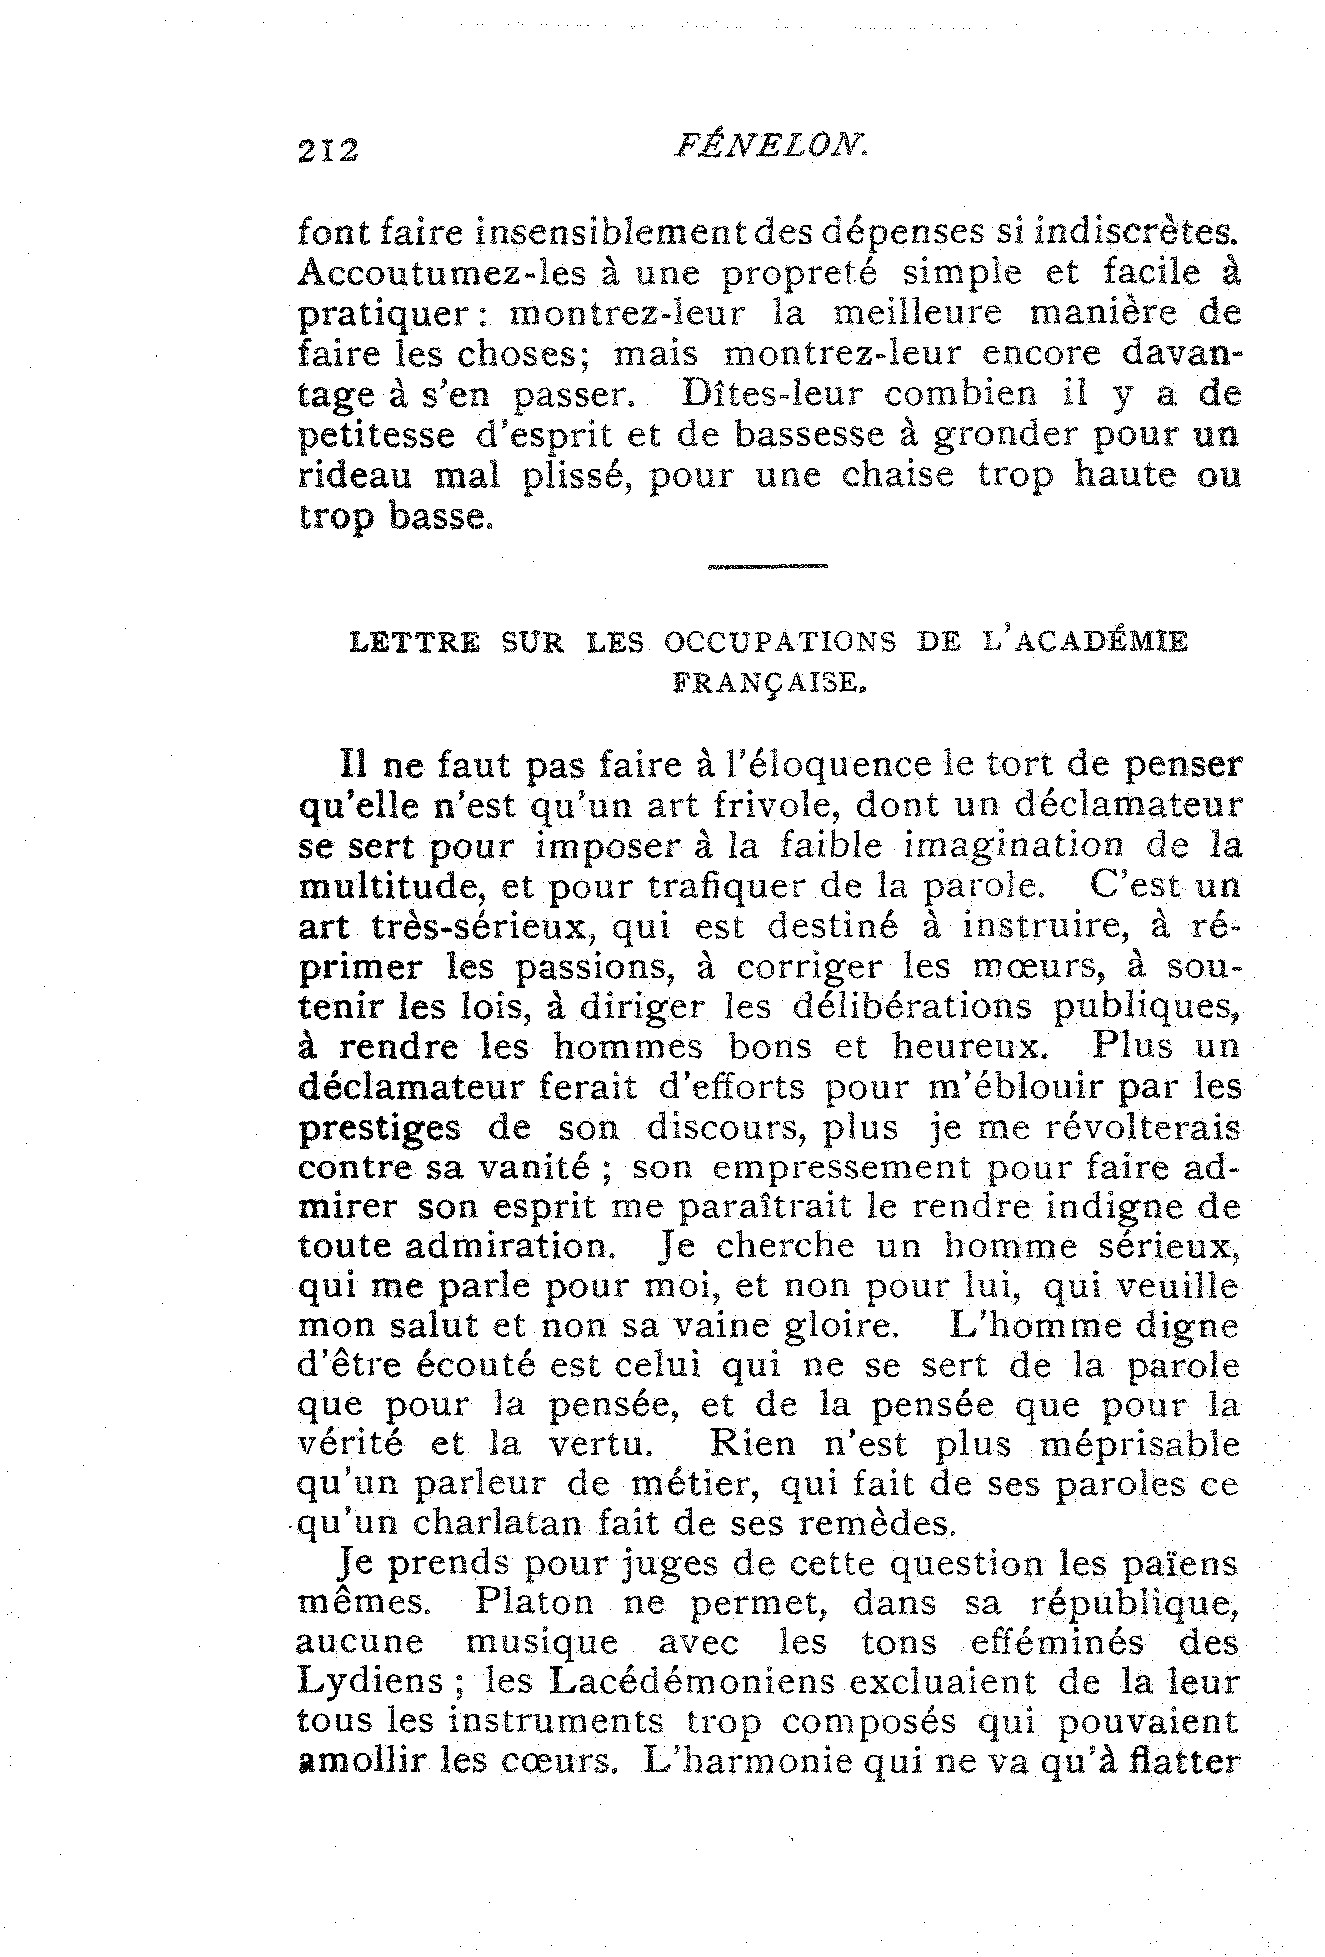 212 FÉNELON.
font faire insensiblement des dépenses si indiscrètes.
Accoutumez-les à une propreté simple et facile à
pratiquer: montrez-leur la meilleure manière de
faire les choses; mais montrez-leur encore davan-
tage à s'en passer. Dîtes-leur combien il y a de
petitesse d'esprit et de bassesse à gronder pour un
rideau mal plissé, pour une chaise trop haute ou
trop basse.
LETTRE SUR LES OCCUPATIONS DE L'ACADÉMIE
FRANÇAISE.
Il ne faut pas faire à l'éloquence le tort de penser
qu'elle n'est qu'un art frivole, dont un déclamateur
se sert pour imposer à la faible imagination de la
multitude, et pour trafiquer de la parole. C'est un
art très-sérieux, qui est destiné à instruire, à ré-
primer les passions, à corriger les mœurs, à sou-
tenir les lois, à diriger les délibérations publiques,
à rendre les hommes bons et heureux. Plus un
déclamateur ferait d'efforts pour m'éblouir par les
prestiges de son discours, plus je me révolterais
contre sa vanité ; son empressement pour faire ad-
mirer son esprit me paraîtrait le rendre indigne de
toute admiration. Je cherche un homme sérieux,
qui me parle pour moi, et non pour lui, qui veuille
mon salut et non sa vaine gloire. L'homme digne
d'être écouté est celui qui ne se sert de la parole
que pour la pensée, et de la pensée que pour la
vérité et la vertu. Rien n'est plus méprisable
qu'un parleur de métier, qui fait de ses paroles ce
qu'un charlatan fait de ses remèdes.
Je prends pour juges de cette question les païens
mêmes. Platon ne permet, dans sa république,
aucune musique avec les tons efféminés des
Lydiens ; les Lacédémoniens excluaient de la leur
tous les instruments trop composés qui pouvaient
amollir les cœurs. L'harmonie qui ne va qu'à flatter